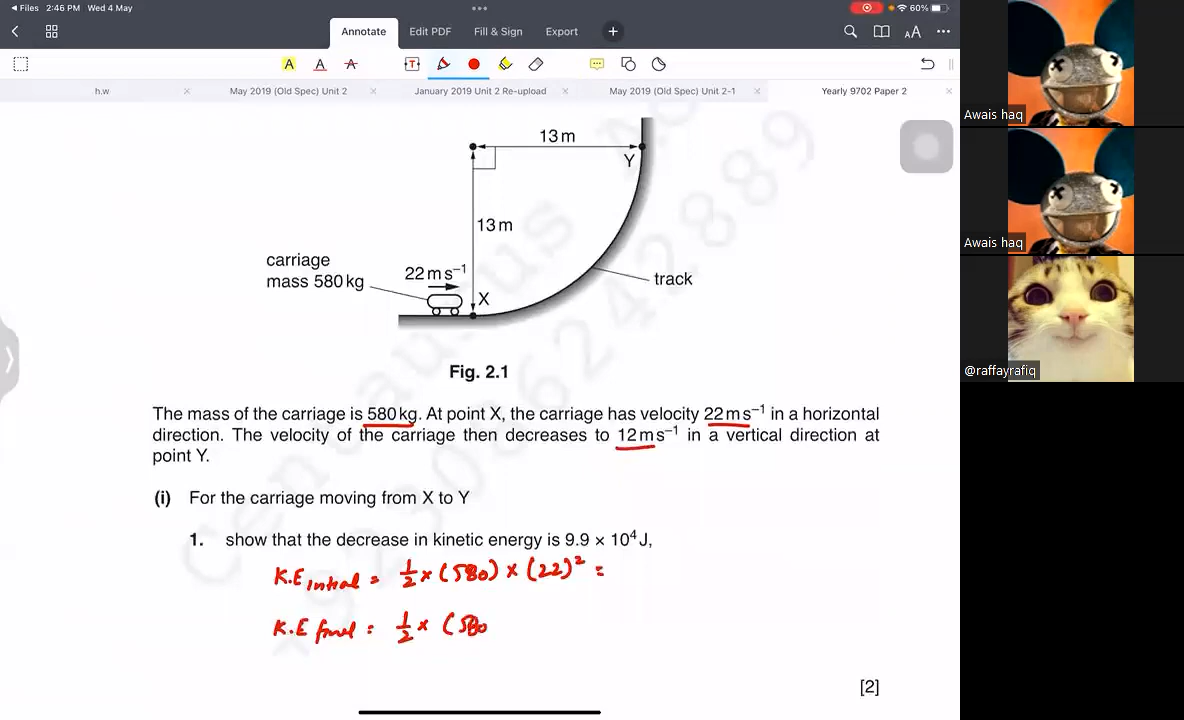 Files 2:46 PM Wed 4 May
60%
Annotate Edit PDF Fill & Sign Export
AA
A A A T
h.w May 2019 (Old Spec) Unit 2 January 2019 Unit 2 Re-upload May 2019 (Old Spec) Unit 2-1 Yearly 9702 Paper 2
13 m
Y
13 m
carriage
mass 580 kg
22 m s⁻¹
X
track
Fig. 2.1
The mass of the carriage is 580 kg. At point X, the carriage has velocity 22 m s⁻¹ in a horizontal
direction. The velocity of the carriage then decreases to 12 m s⁻¹ in a vertical direction at
point Y.
(i) For the carriage moving from X to Y
1. show that the decrease in kinetic energy is 9.9 × 10⁴ J,
K.E initial = 1/2 × (580) × (22)² =
K.E final = 1/2 × (580
[2]
Awais haq
Awais haq
@raffayrafiq